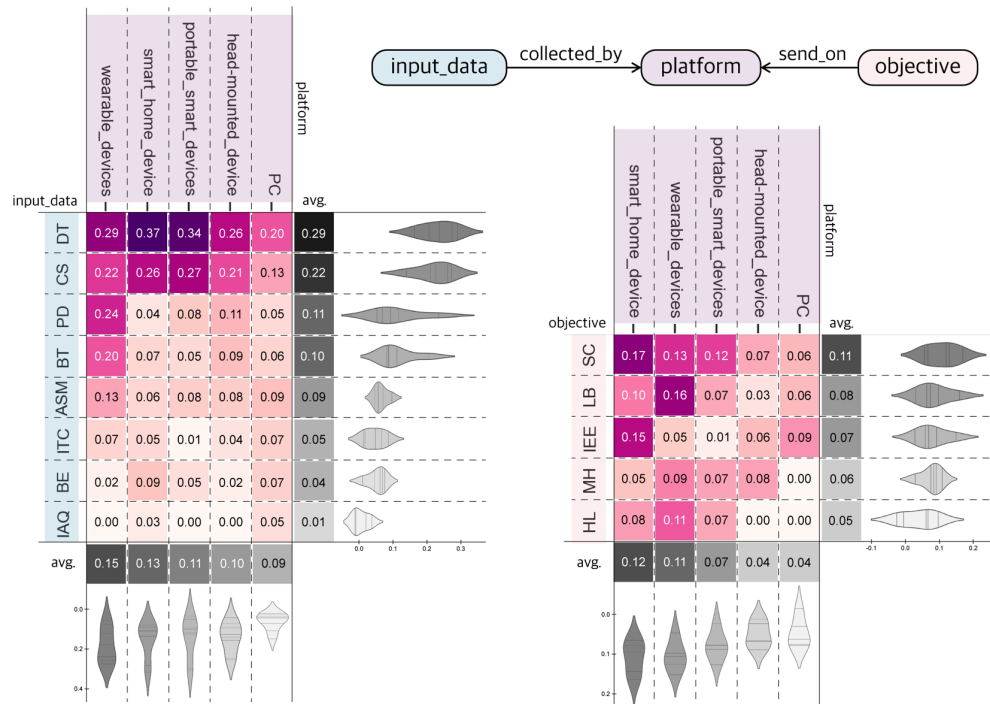 input_data collected_by platform send_on objective
wearable_devices
smart_home_device
portable_smart_devices
head-mounted_device
PC
platform
input_data avg.
DT 0.29 0.37 0.34 0.26 0.20 0.29
CS 0.22 0.26 0.27 0.21 0.13 0.22
PD 0.24 0.04 0.08 0.11 0.05 0.11
BT 0.20 0.07 0.05 0.09 0.06 0.10
ASM 0.13 0.06 0.08 0.08 0.09 0.09
ITC 0.07 0.05 0.01 0.04 0.07 0.05
BE 0.02 0.09 0.05 0.02 0.07 0.04
IAQ 0.00 0.03 0.00 0.00 0.05 0.01
0.0 0.1 0.2 0.3
avg. 0.15 0.13 0.11 0.10 0.09
0.0
0.2
0.4
smart_home_device
wearable_devices
portable_smart_devices
head-mounted_device
PC
platform
objective avg.
SC 0.17 0.13 0.12 0.07 0.06 0.11
LB 0.10 0.16 0.07 0.03 0.06 0.08
IEE 0.15 0.05 0.01 0.06 0.09 0.07
MH 0.05 0.09 0.07 0.08 0.00 0.06
HL 0.08 0.11 0.07 0.00 0.00 0.05
-0.1 0.0 0.1 0.2
avg. 0.12 0.11 0.07 0.04 0.04
0.0
0.1
0.2